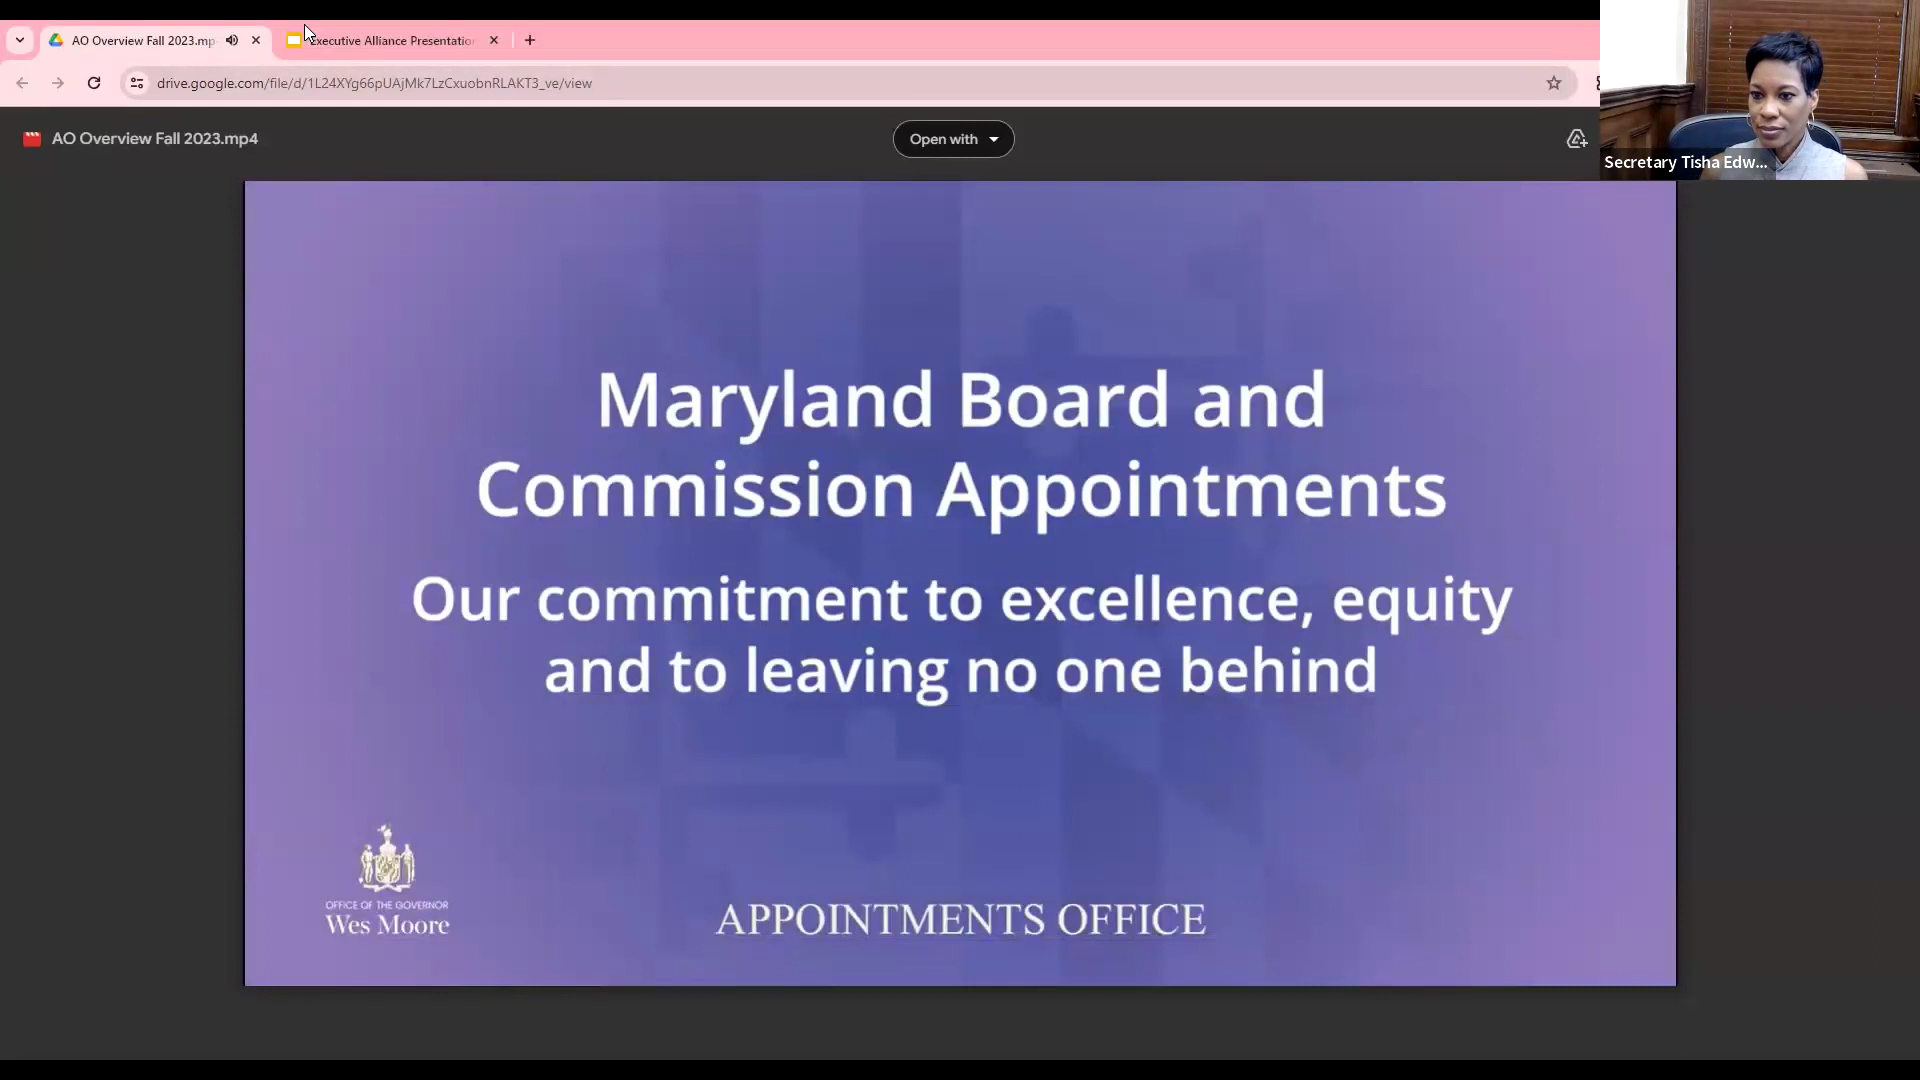 AO Overview Fall 2023.mp
Executive Alliance Presentation
drive.google.com/file/d/1L24XYg66pUAjMk7LzCxuobnRLAKT3_ve/view
AO Overview Fall 2023.mp4
Open with
Secretary Tisha Edw...
Maryland Board and
Commission Appointments
Our commitment to excellence, equity
and to leaving no one behind
OFFICE OF THE GOVERNOR
Wes Moore
APPOINTMENTS OFFICE